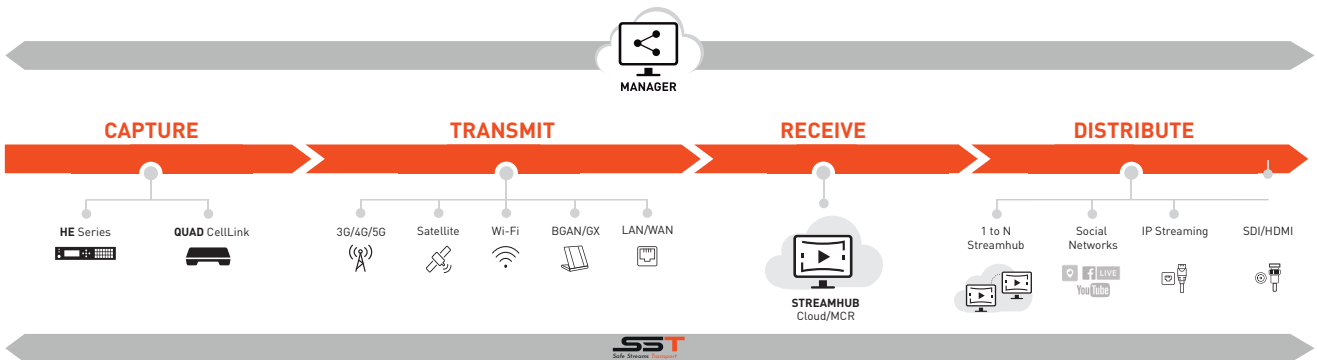 MANAGER
CAPTURE
TRANSMIT
RECEIVE
DISTRIBUTE
HE Series
QUAD CellLink
3G/4G/5G
Satellite
Wi-Fi
BGAN/GX
LAN/WAN
STREAMHUB
Cloud/MCR
1 to N
Streamhub
Social
Networks
f LIVE
YouTube
IP Streaming
SDI/HDMI
SST
Safe Streams Transport